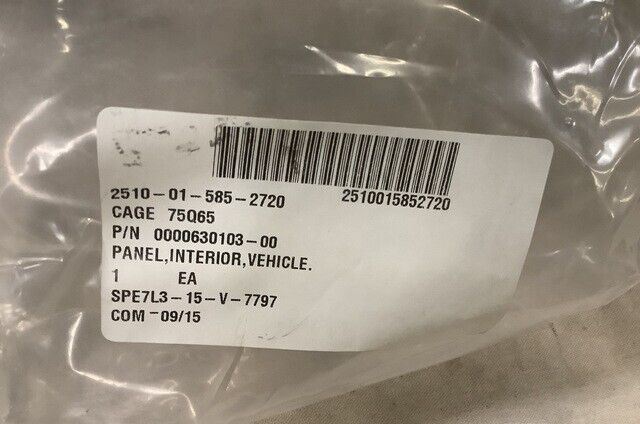 2510-01-585-2720 2510015852720
CAGE 75Q65
P/N 0000630103-00
PANEL,INTERIOR,VEHICLE.
1 EA
SPE7L3-15-V-7797
COM-09/15